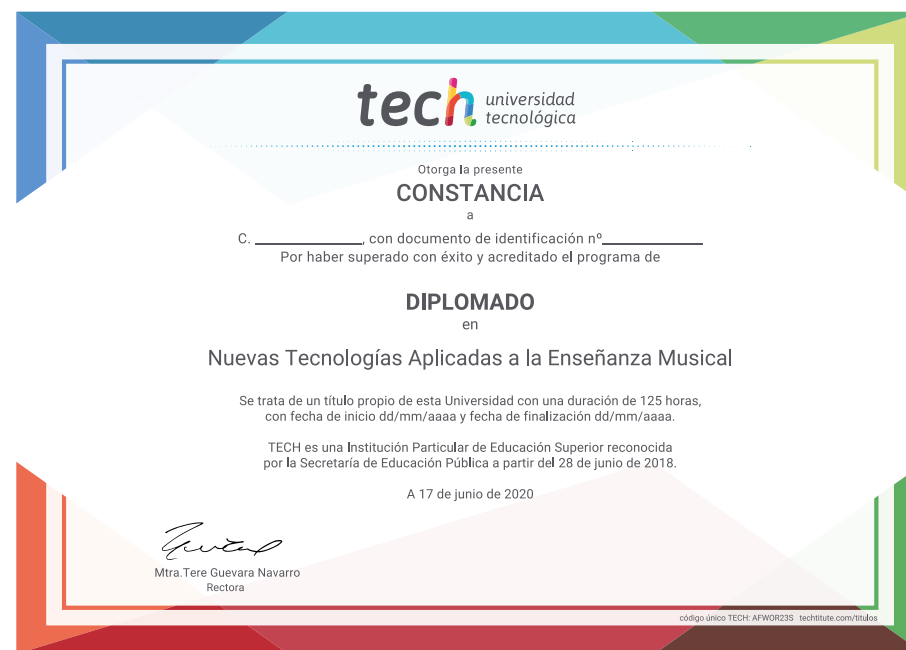 tech universidad
tecnológica
Otorga la presente
CONSTANCIA
a
C. ______________, con documento de identificación nº_____________
Por haber superado con éxito y acreditado el programa de
DIPLOMADO
en
Nuevas Tecnologías Aplicadas a la Enseñanza Musical
Se trata de un título propio de esta Universidad con una duración de 125 horas,
con fecha de inicio dd/mm/aaaa y fecha de finalización dd/mm/aaaa.
TECH es una Institución Particular de Educación Superior reconocida
por la Secretaría de Educación Pública a partir del 28 de junio de 2018.
A 17 de junio de 2020
Mtra.Tere Guevara Navarro
Rectora
código único TECH: AFWOR23S techtitute.com/titulos